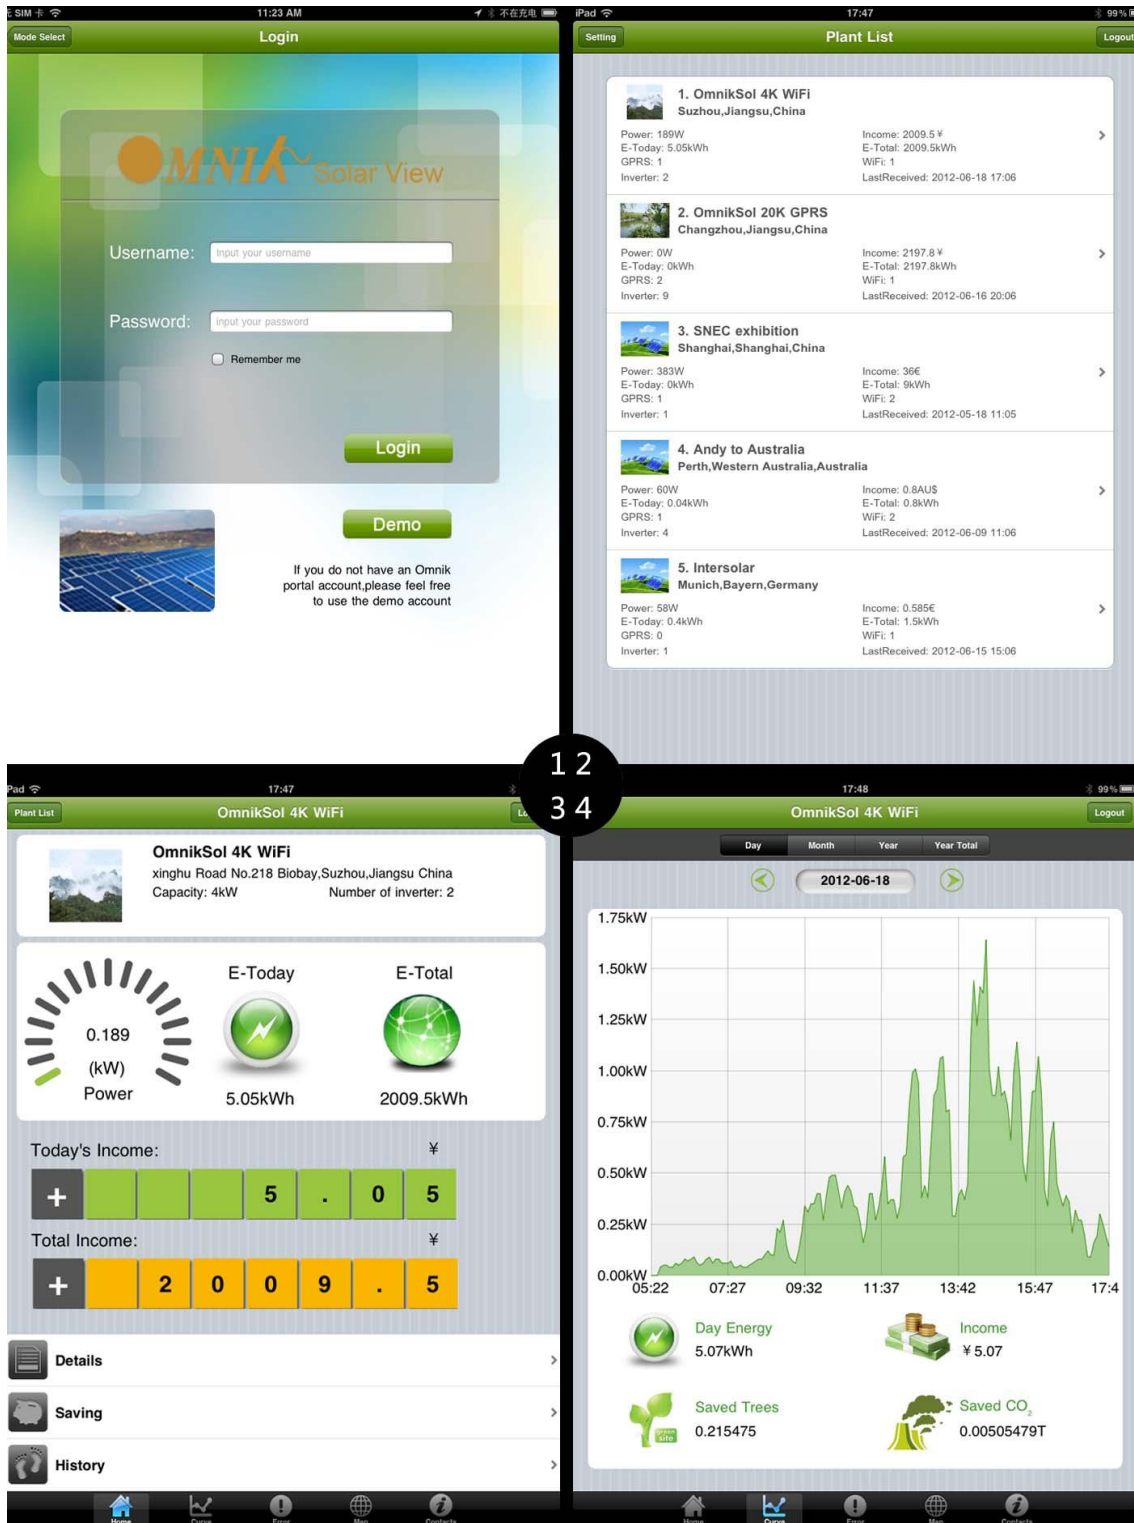 SIM 卡
11:23 AM
不在充电
Mode Select
Login
OMNIK Solar View
Username:
Input your username
Password:
input your password
Remember me
Login
Demo
If you do not have an Omnik
portal account,please feel free
to use the demo account
iPad
17:47
99%
Setting
Plant List
Logout
1. OmnikSol 4K WiFi
Suzhou,Jiangsu,China
Power: 189W
Income: 2009.5 ¥
E-Today: 5.05kWh
E-Total: 2009.5kWh
GPRS: 1
WiFi: 1
Inverter: 2
LastReceived: 2012-06-18 17:06
2. OmnikSol 20K GPRS
Changzhou,Jiangsu,China
Power: 0W
Income: 2197.8 ¥
E-Today: 0kWh
E-Total: 2197.8kWh
GPRS: 2
WiFi: 1
Inverter: 9
LastReceived: 2012-06-16 20:06
3. SNEC exhibition
Shanghai,Shanghai,China
Power: 383W
Income: 36€
E-Today: 0kWh
E-Total: 9kWh
GPRS: 1
WiFi: 2
Inverter: 1
LastReceived: 2012-05-18 11:05
4. Andy to Australia
Perth,Western Australia,Australia
Power: 60W
Income: 0.8AU$
E-Today: 0.04kWh
E-Total: 0.8kWh
GPRS: 1
WiFi: 2
Inverter: 4
LastReceived: 2012-06-09 11:06
5. Intersolar
Munich,Bayern,Germany
Power: 58W
Income: 0.585€
E-Today: 0.4kWh
E-Total: 1.5kWh
GPRS: 0
WiFi: 1
Inverter: 1
LastReceived: 2012-06-15 15:06
1 2
3 4
Pad
17:47
Plant List
OmnikSol 4K WiFi
Lo
OmnikSol 4K WiFi
xinghu Road No.218 Biobay,Suzhou,Jiangsu China
Capacity: 4kW
Number of inverter: 2
0.189
(kW)
Power
E-Today
5.05kWh
E-Total
2009.5kWh
Today's Income:
¥
+ 5 . 0 5
Total Income:
¥
+ 2 0 0 9 . 5
Details
Saving
History
Home
Curve
Error
Map
Contacts
17:48
99%
OmnikSol 4K WiFi
Logout
Day
Month
Year
Year Total
2012-06-18
1.75kW
1.50kW
1.25kW
1.00kW
0.75kW
0.50kW
0.25kW
0.00kW
05:22 07:27 09:32 11:37 13:42 15:47 17:4
Day Energy
5.07kWh
Income
¥ 5.07
Saved Trees
0.215475
green site
Saved CO₂
0.00505479T
Home
Curve
Error
Map
Contacts